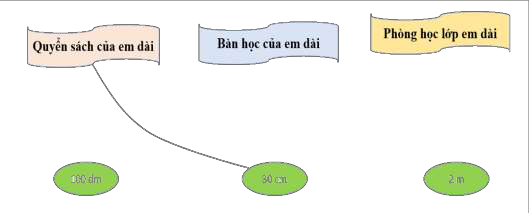 Quyển sách của em dài
Bàn học của em dài
Phòng học lớp em dài
100 dm
30 cm
2 m